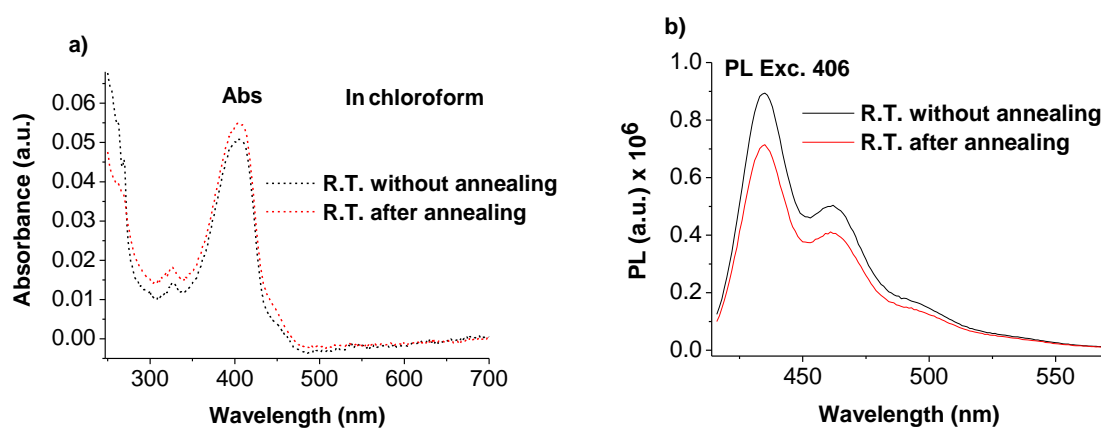 a)
Abs
In chloroform
R.T. without annealing
R.T. after annealing
Absorbance (a.u.)
0.06
0.05
0.04
0.03
0.02
0.01
0.00
300 400 500 600 700
Wavelength (nm)
b)
PL Exc. 406
R.T. without annealing
R.T. after annealing
PL (a.u.) x 10⁶
1.0
0.8
0.6
0.4
0.2
0.0
450 500 550
Wavelength (nm)